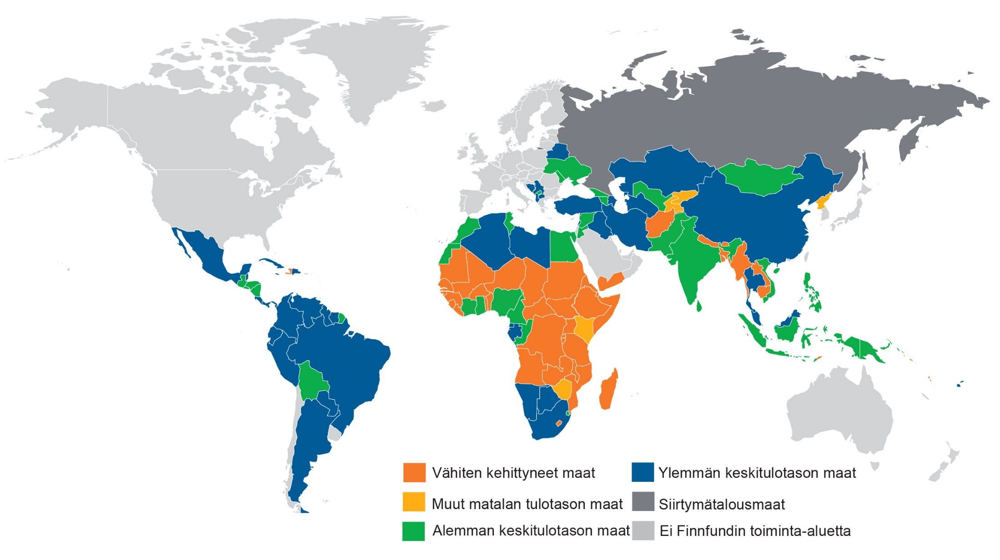 Vähiten kehittyneet maat
Muut matalan tulotason maat
Alemman keskitulotason maat
Ylemmän keskitulotason maat
Siirtymätalousmaat
Ei Finnfundin toiminta-aluetta